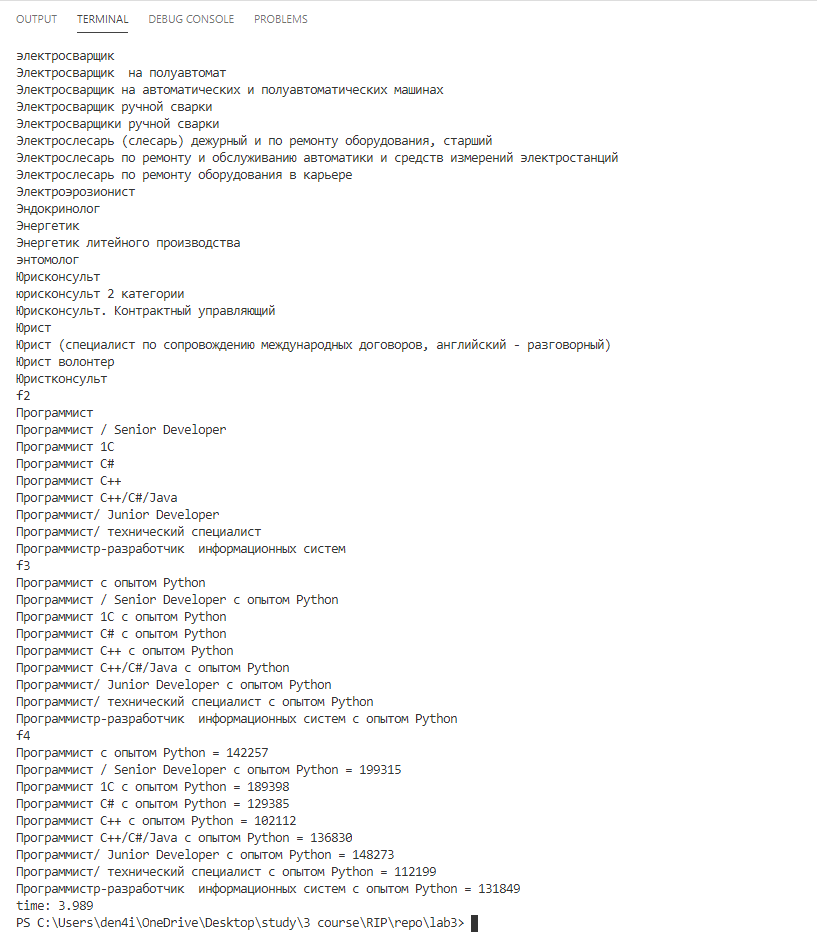 OUTPUT TERMINAL DEBUG CONSOLE PROBLEMS
электросварщик
Электросварщик  на полуавтомат
Электросварщик на автоматических и полуавтоматических машинах
Электросварщик ручной сварки
Электросварщики ручной сварки
Электрослесарь (слесарь) дежурный и по ремонту оборудования, старший
Электрослесарь по ремонту и обслуживанию автоматики и средств измерений электростанций
Электрослесарь по ремонту оборудования в карьере
Электроэрозионист
Эндокринолог
Энергетик
Энергетик литейного производства
энтомолог
Юрисконсульт
юрисконсульт 2 категории
Юрисконсульт. Контрактный управляющий
Юрист
Юрист (специалист по сопровождению международных договоров, английский - разговорный)
Юрист волонтер
Юристконсульт
f2
Программист
Программист / Senior Developer
Программист 1С
Программист C#
Программист C++
Программист C++/C#/Java
Программист/ Junior Developer
Программист/ технический специалист
Программистр-разработчик  информационных систем
f3
Программист с опытом Python
Программист / Senior Developer с опытом Python
Программист 1С с опытом Python
Программист C# с опытом Python
Программист C++ с опытом Python
Программист C++/C#/Java с опытом Python
Программист/ Junior Developer с опытом Python
Программист/ технический специалист с опытом Python
Программистр-разработчик  информационных систем с опытом Python
f4
Программист с опытом Python = 142257
Программист / Senior Developer с опытом Python = 199315
Программист 1С с опытом Python = 189398
Программист C# с опытом Python = 129385
Программист C++ с опытом Python = 102112
Программист C++/C#/Java с опытом Python = 136830
Программист/ Junior Developer с опытом Python = 148273
Программист/ технический специалист с опытом Python = 112199
Программистр-разработчик  информационных систем с опытом Python = 131849
time: 3.989
PS C:\Users\den4i\OneDrive\Desktop\study\3 course\RIP\repo\lab3>